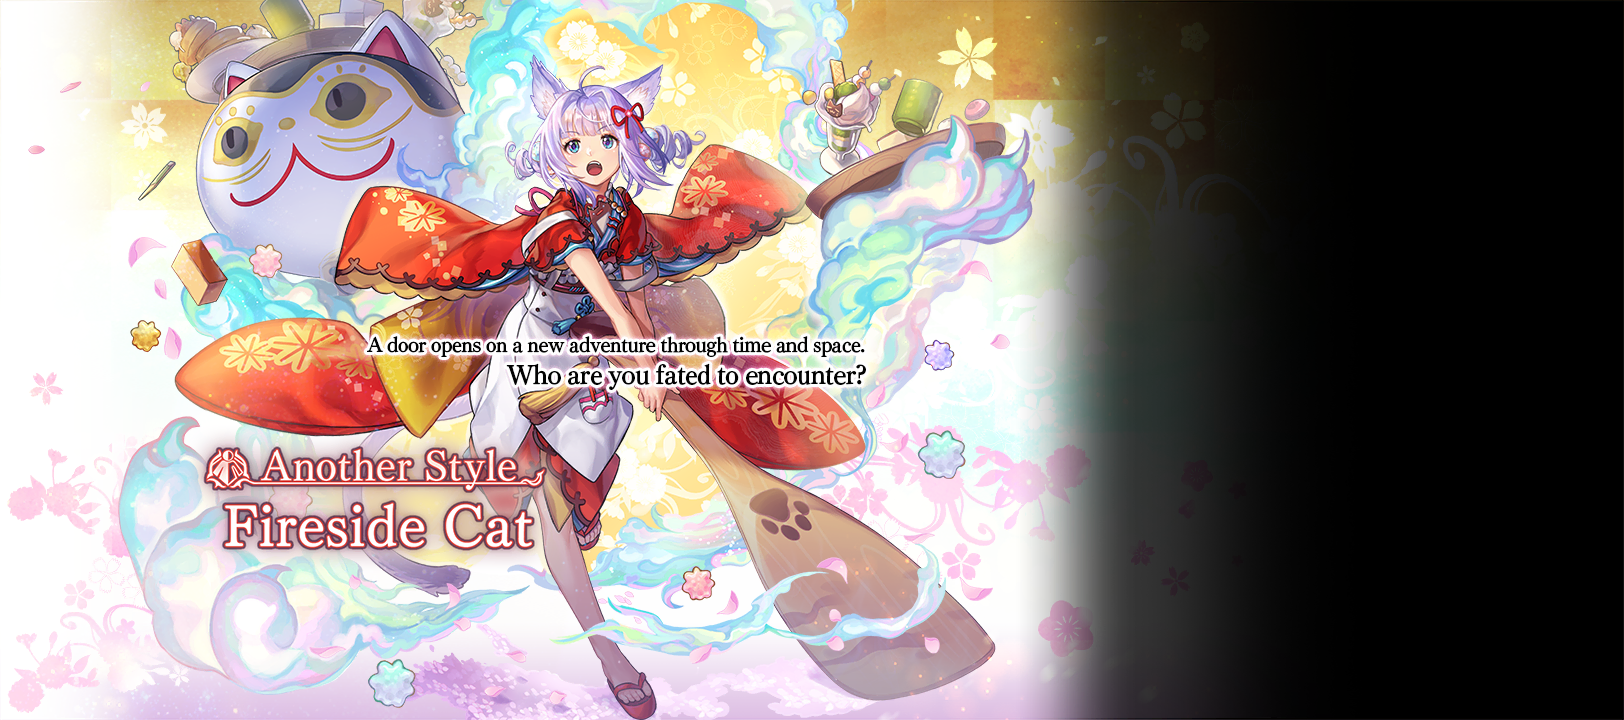 A door opens on a new adventure through time and space.
Who are you fated to encounter?
Another Style
Fireside Cat